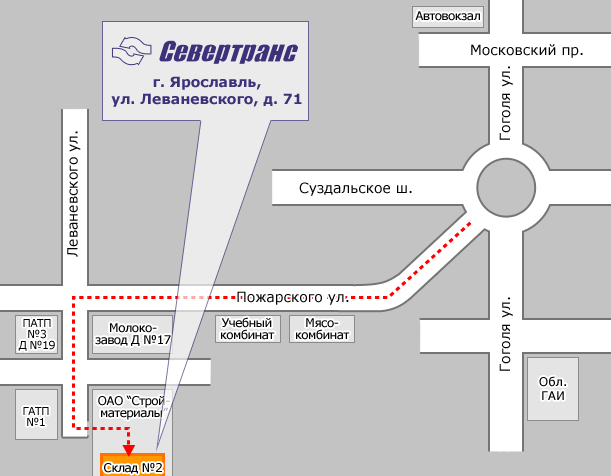 Автовокзал
Московский пр.
Севертранс
г. Ярославль,
ул. Леваневского, д. 71
Гоголя ул.
Леваневского ул.
Суздальское ш.
Пожарского ул.
ПАТП
№3
Д №19
Молоко-
завод Д №17
Учебный
комбинат
Мясо-
комбинат
Гоголя ул.
Обл.
ГАИ
ГАТП
№1
ОАО "Строй-
материалы"
Склад №2